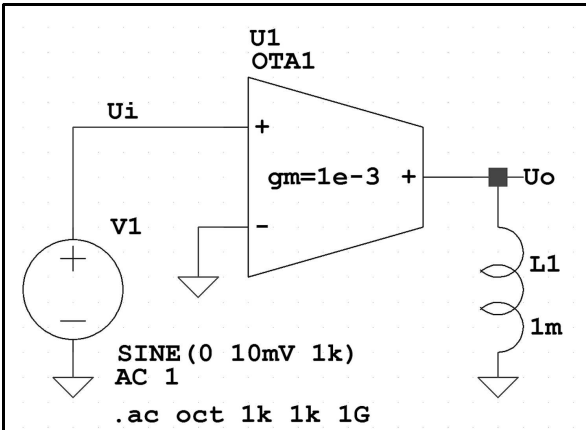 U1
OTA1
Ui
+
gm=1e-3 +
Uo
V1
-
+
-
L1
1m
SINE(0 10mV 1k)
AC 1
.ac oct 1k 1k 1G